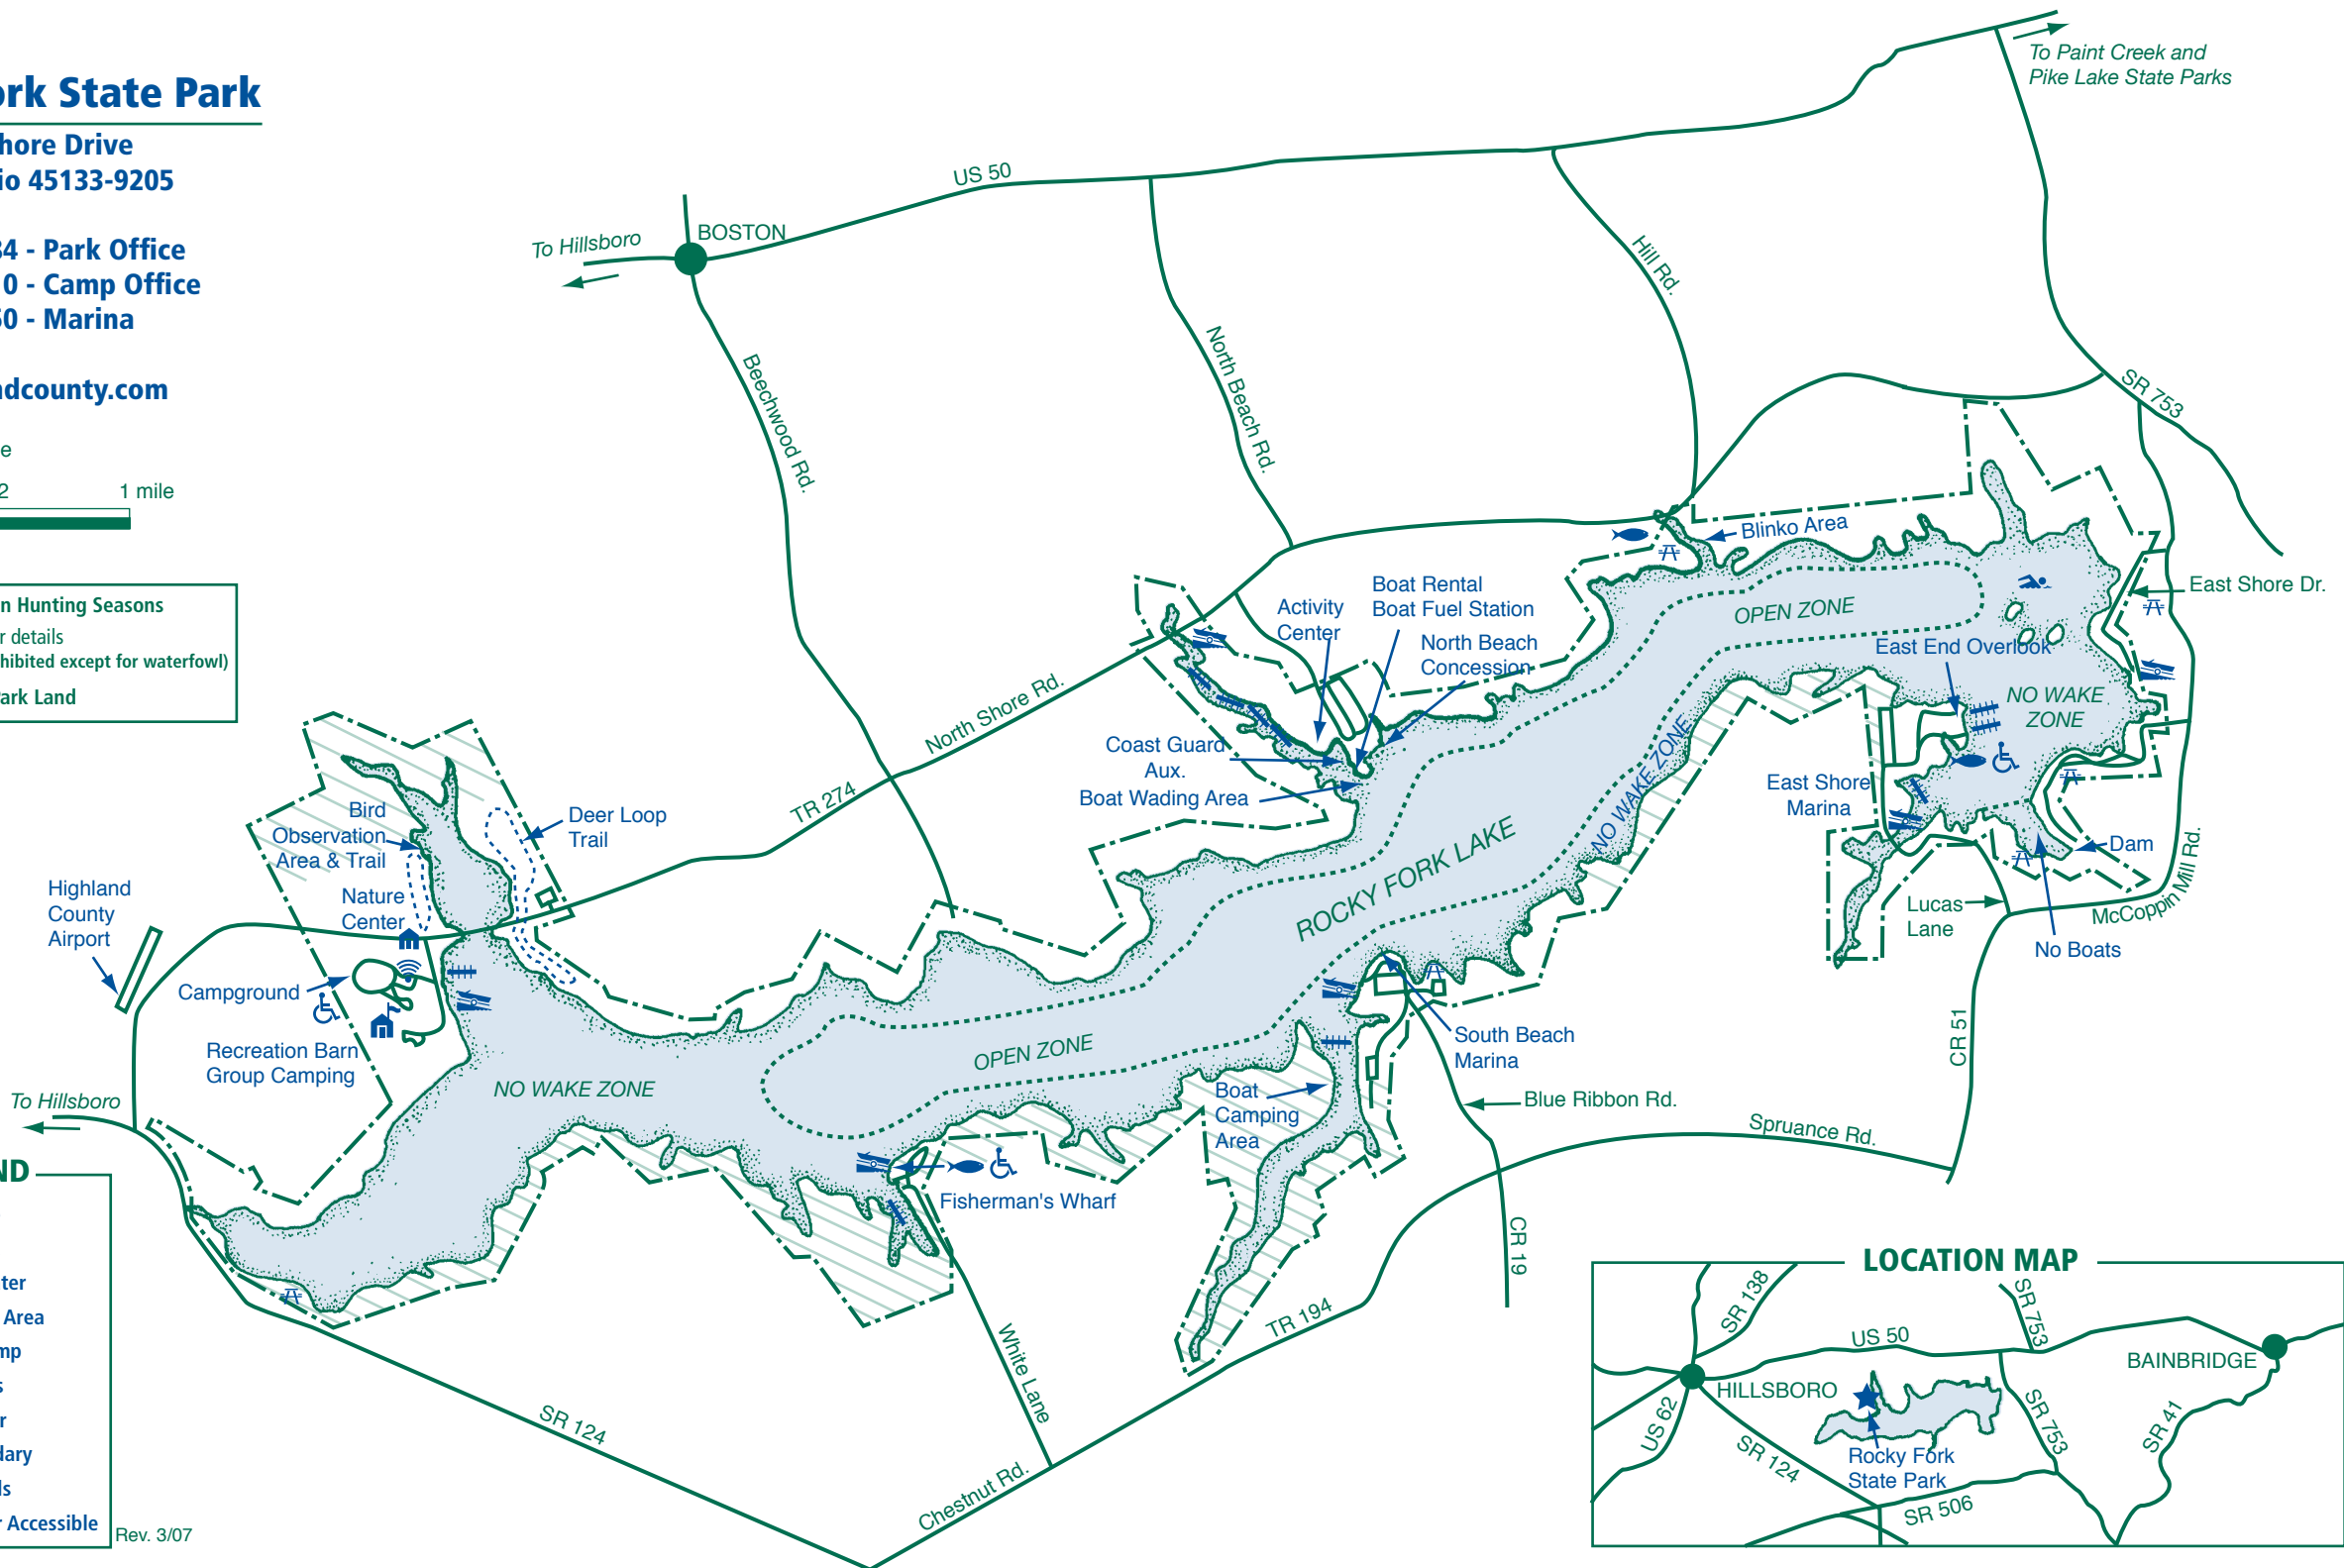 ork State Park
hore Drive
io 45133-9205
34 - Park Office
10 - Camp Office
50 - Marina
ndcounty.com
e
2
1 mile
n Hunting Seasons
r details
hibited except for waterfowl)
Park Land
To Paint Creek and
Pike Lake State Parks
US 50
BOSTON
To Hillsboro
Hill Rd.
North Beach Rd.
Beechwood Rd.
SR 753
Blinko Area
East Shore Dr.
Boat Rental
Boat Fuel Station
Activity
Center
North Beach
Concession
OPEN ZONE
East End Overlook
NO WAKE
ZONE
North Shore Rd.
Coast Guard
Aux.
Boat Wading Area
NO WAKE ZONE
East Shore
Marina
TR 274
Deer Loop
Trail
Bird
Observation
Area & Trail
ROCKY FORK LAKE
Dam
Nature
Center
Highland
County
Airport
Lucas
Lane
McCoppin Mill Rd.
No Boats
Campground
Recreation Barn
Group Camping
To Hillsboro
NO WAKE ZONE
OPEN ZONE
South Beach
Marina
CR 51
Boat
Camping
Area
Blue Ribbon Rd.
Spruance Rd.
Fisherman's Wharf
CR 19
TR 194
White Lane
SR 124
Chestnut Rd.
ND
ter
Area
mp
s
r
dary
ds
r Accessible
Rev. 3/07
LOCATION MAP
SR 138
SR 753
US 50
BAINBRIDGE
HILLSBORO
US 62
SR 753
SR 41
SR 124
Rocky Fork
State Park
SR 506